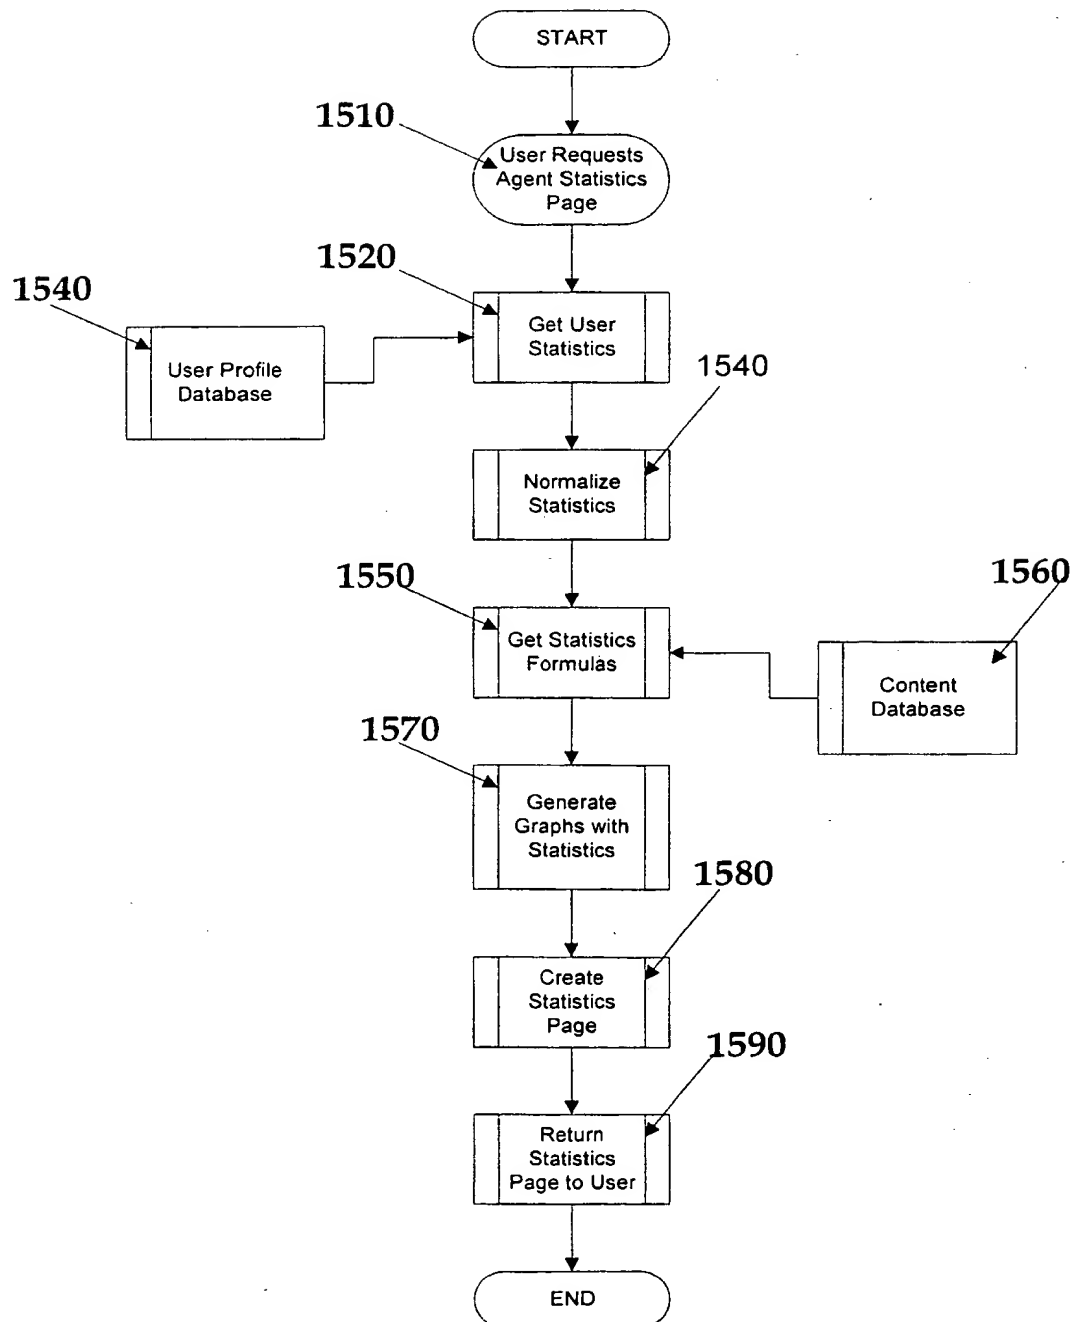 START
1510
User Requests
Agent Statistics
Page
1520
1540
Get User
Statistics
User Profile
Database
1540
Normalize
Statistics
1550
1560
Get Statistics
Formulas
Content
Database
1570
Generate
Graphs with
Statistics
1580
Create
Statistics
Page
1590
Return
Statistics
Page to User
END